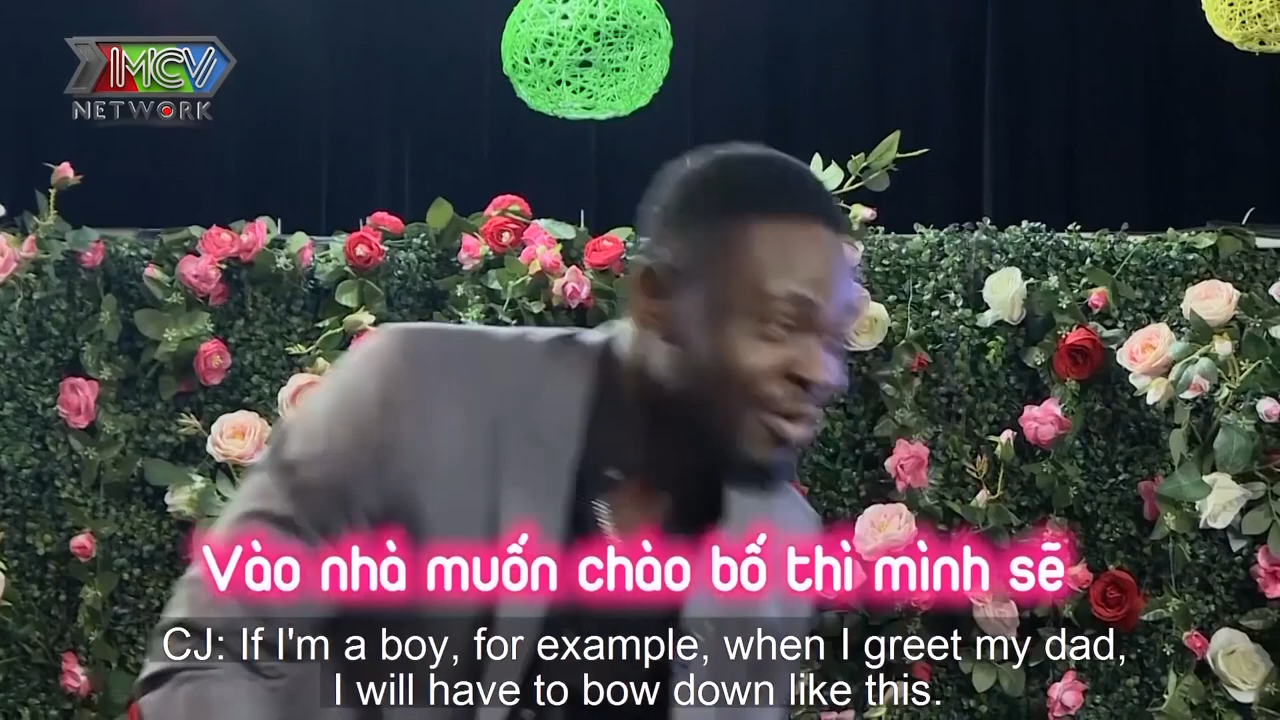 MCV
NETWORK
Vào nhà muốn chào bố thì mình sẽ
CJ: If I'm a boy, for example, when I greet my dad,
I will have to bow down like this.